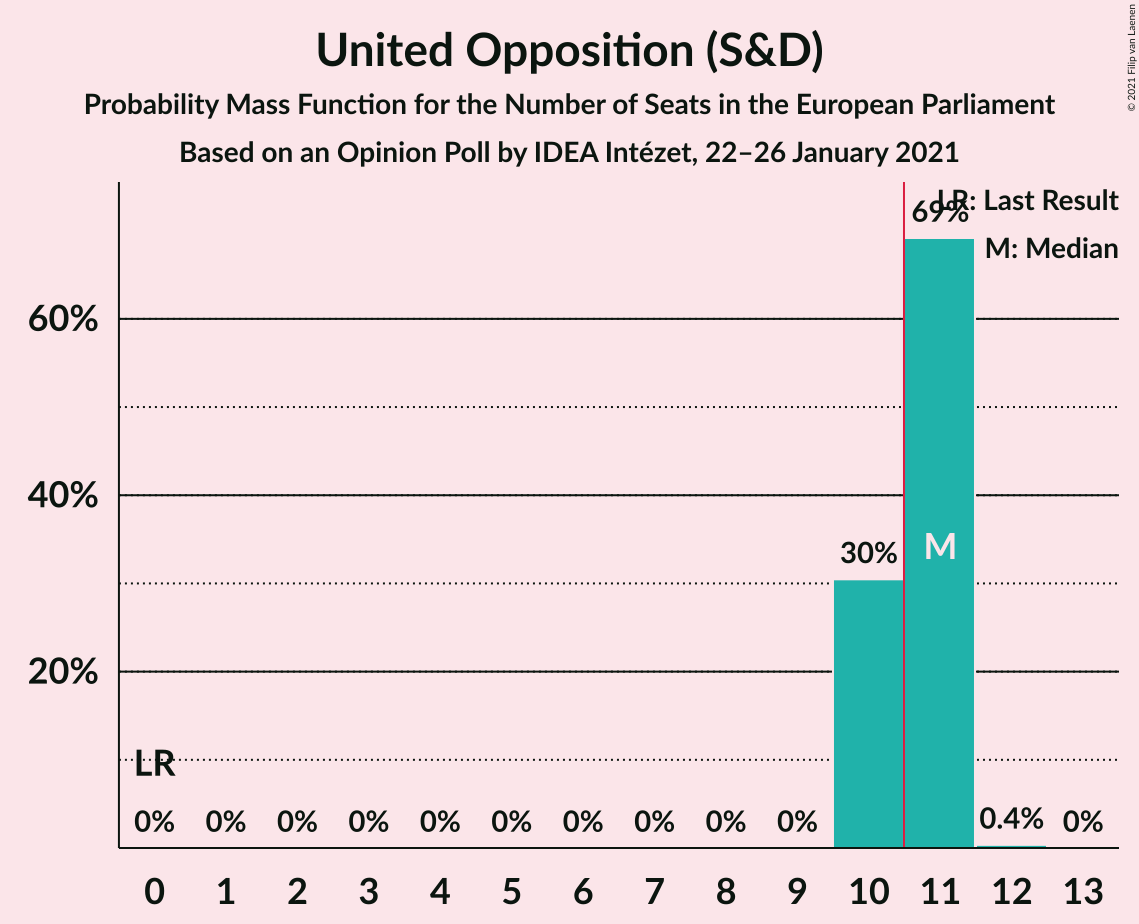 United Opposition (S&D)
Probability Mass Function for the Number of Seats in the European Parliament
Based on an Opinion Poll by IDEA Intézet, 22–26 January 2021
© 2021 Filip van Laenen
LR: Last Result
M: Median
69%
60%
40%
M
30%
20%
LR
0% 0% 0% 0% 0% 0% 0% 0% 0% 0% 0.4% 0%
0 1 2 3 4 5 6 7 8 9 10 11 12 13